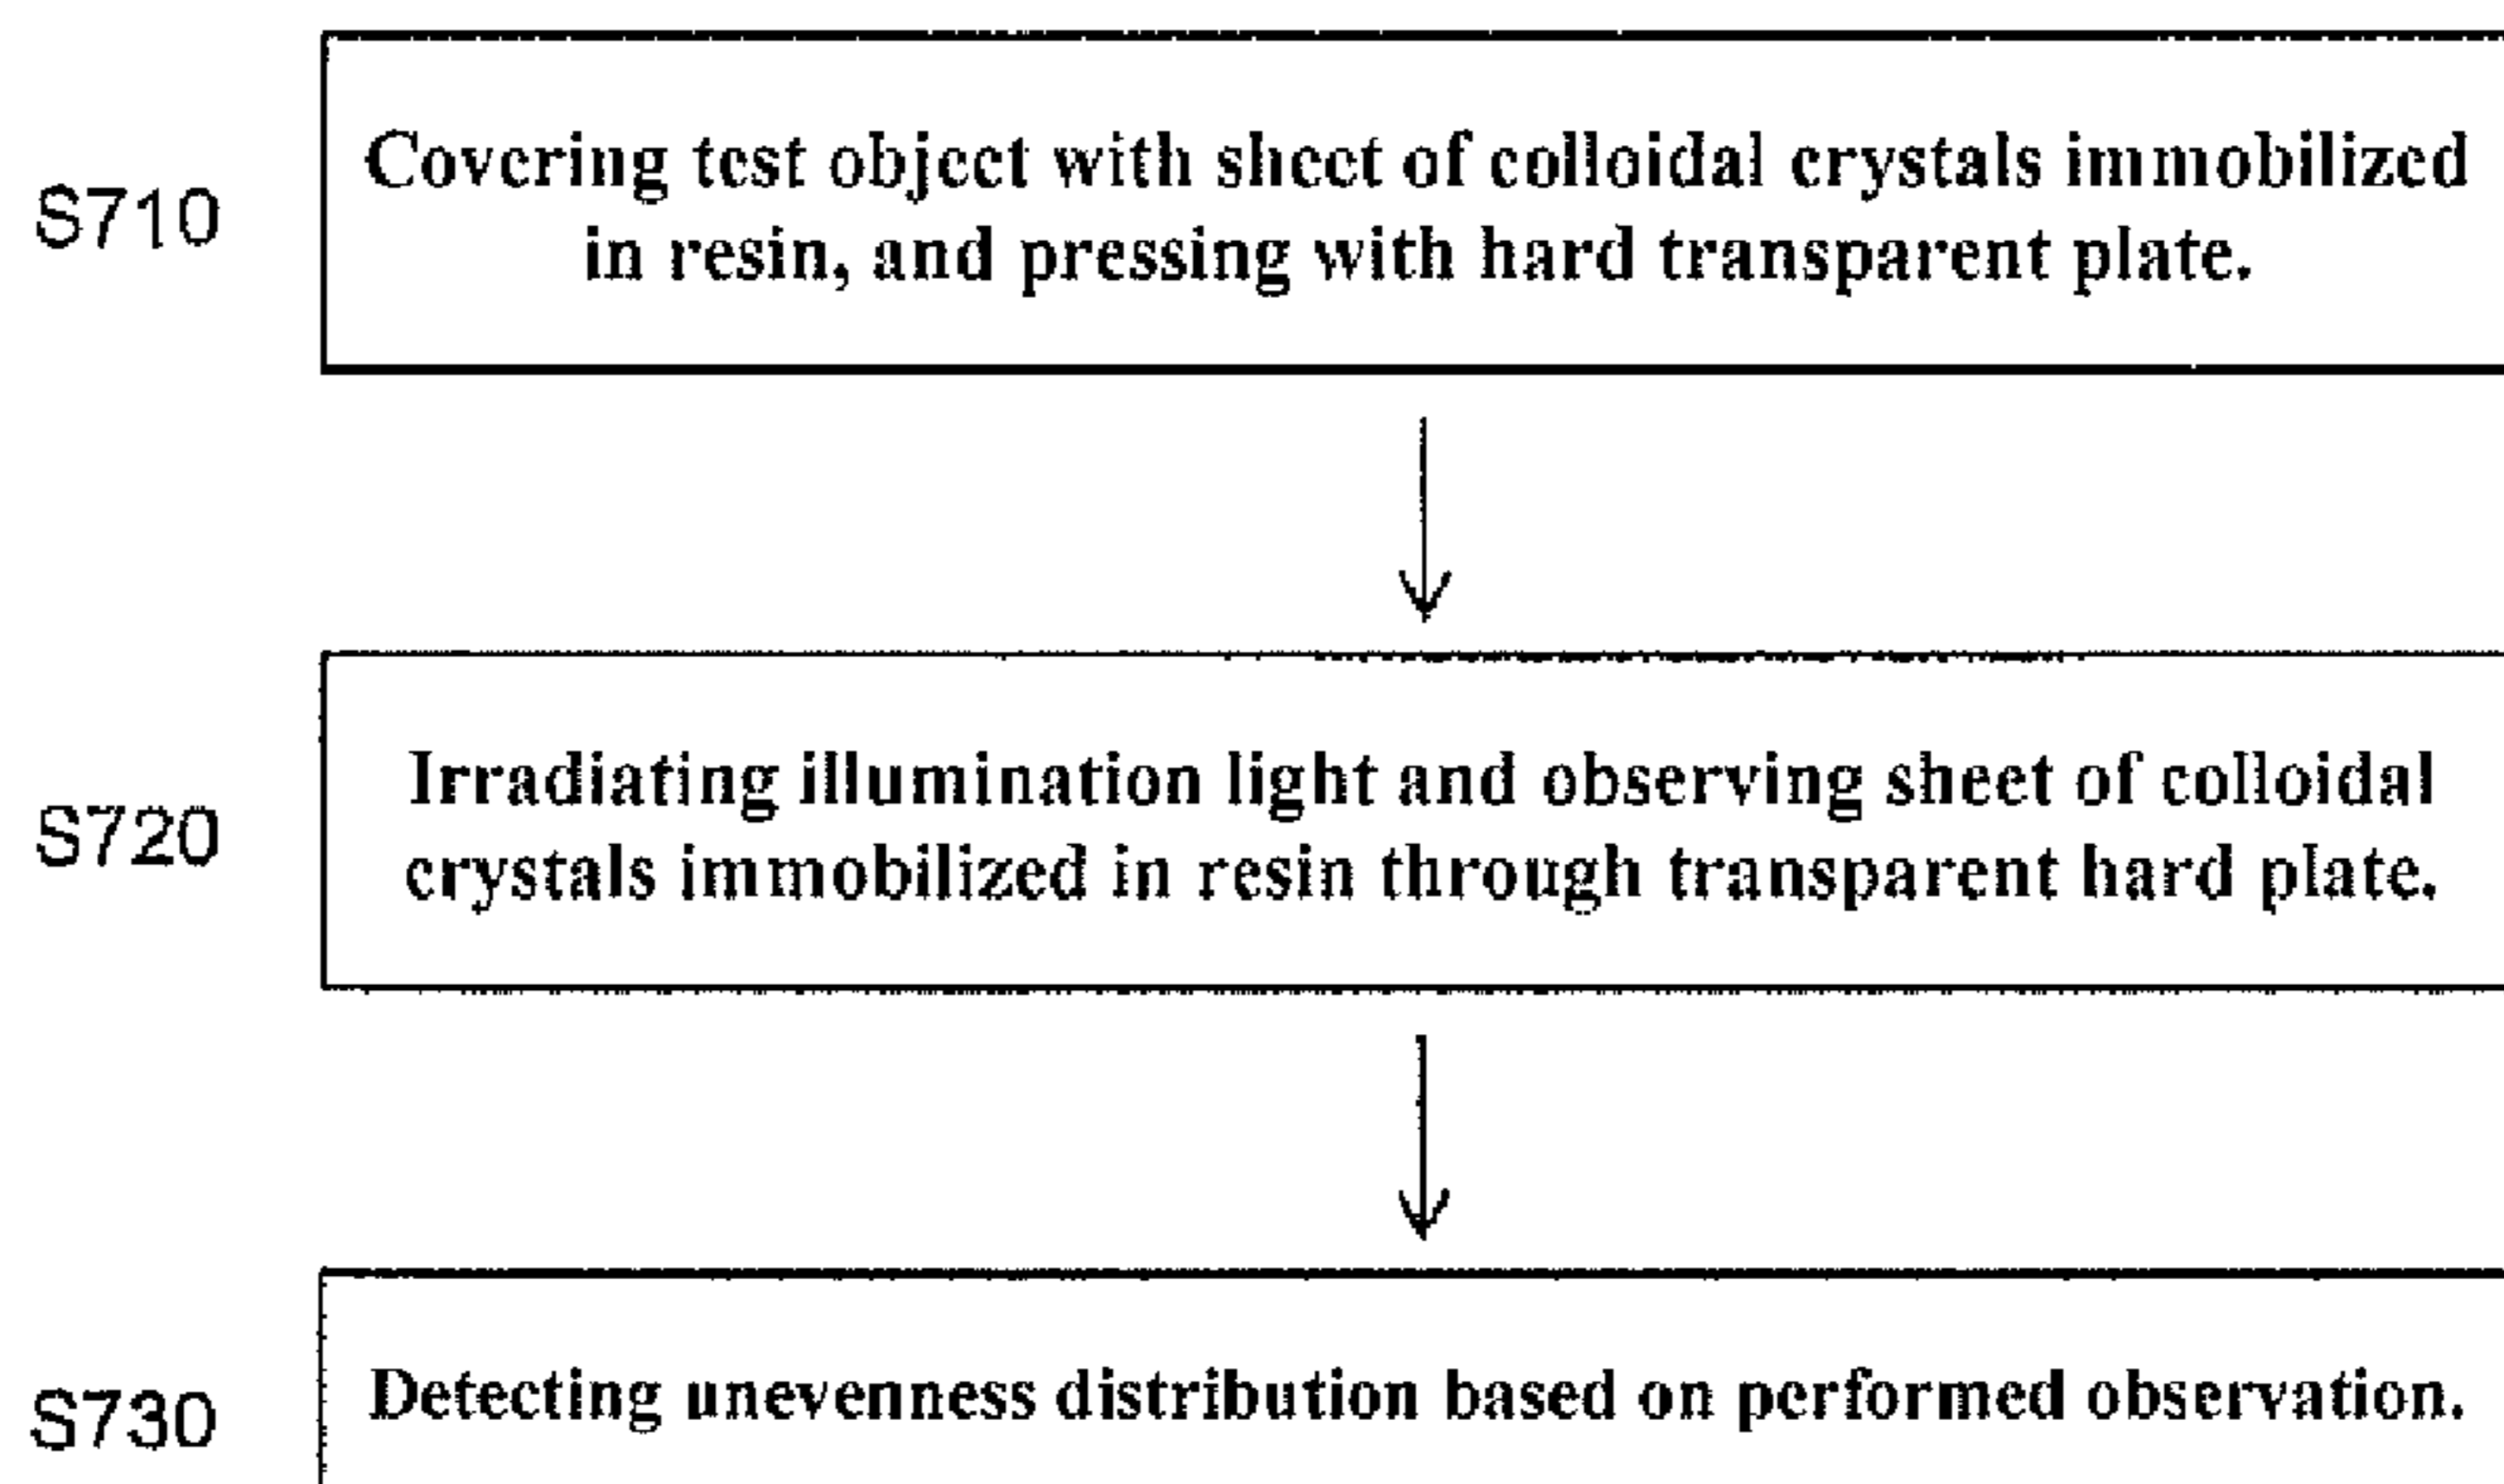 S710
Covering test object with sheet of colloidal crystals immobilized
in resin, and pressing with hard transparent plate.
S720
Irradiating illumination light and observing sheet of colloidal
crystals immobilized in resin through transparent hard plate.
S730
Detecting unevenness distribution based on performed observation.